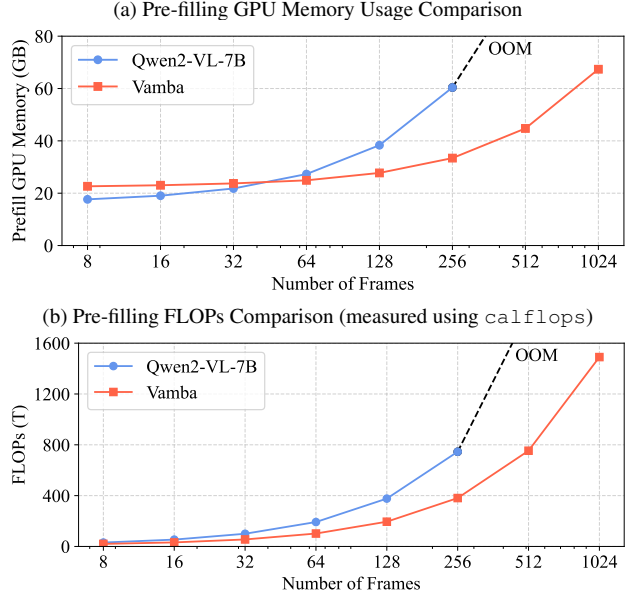 (a) Pre-filling GPU Memory Usage Comparison
80
60
40
20
0
Prefill GPU Memory (GB)
Qwen2-VL-7B
Vamba
OOM
8 16 32 64 128 256 512 1024
Number of Frames
(b) Pre-filling FLOPs Comparison (measured using calflops)
1600
1200
800
400
0
FLOPs (T)
Qwen2-VL-7B
Vamba
OOM
8 16 32 64 128 256 512 1024
Number of Frames